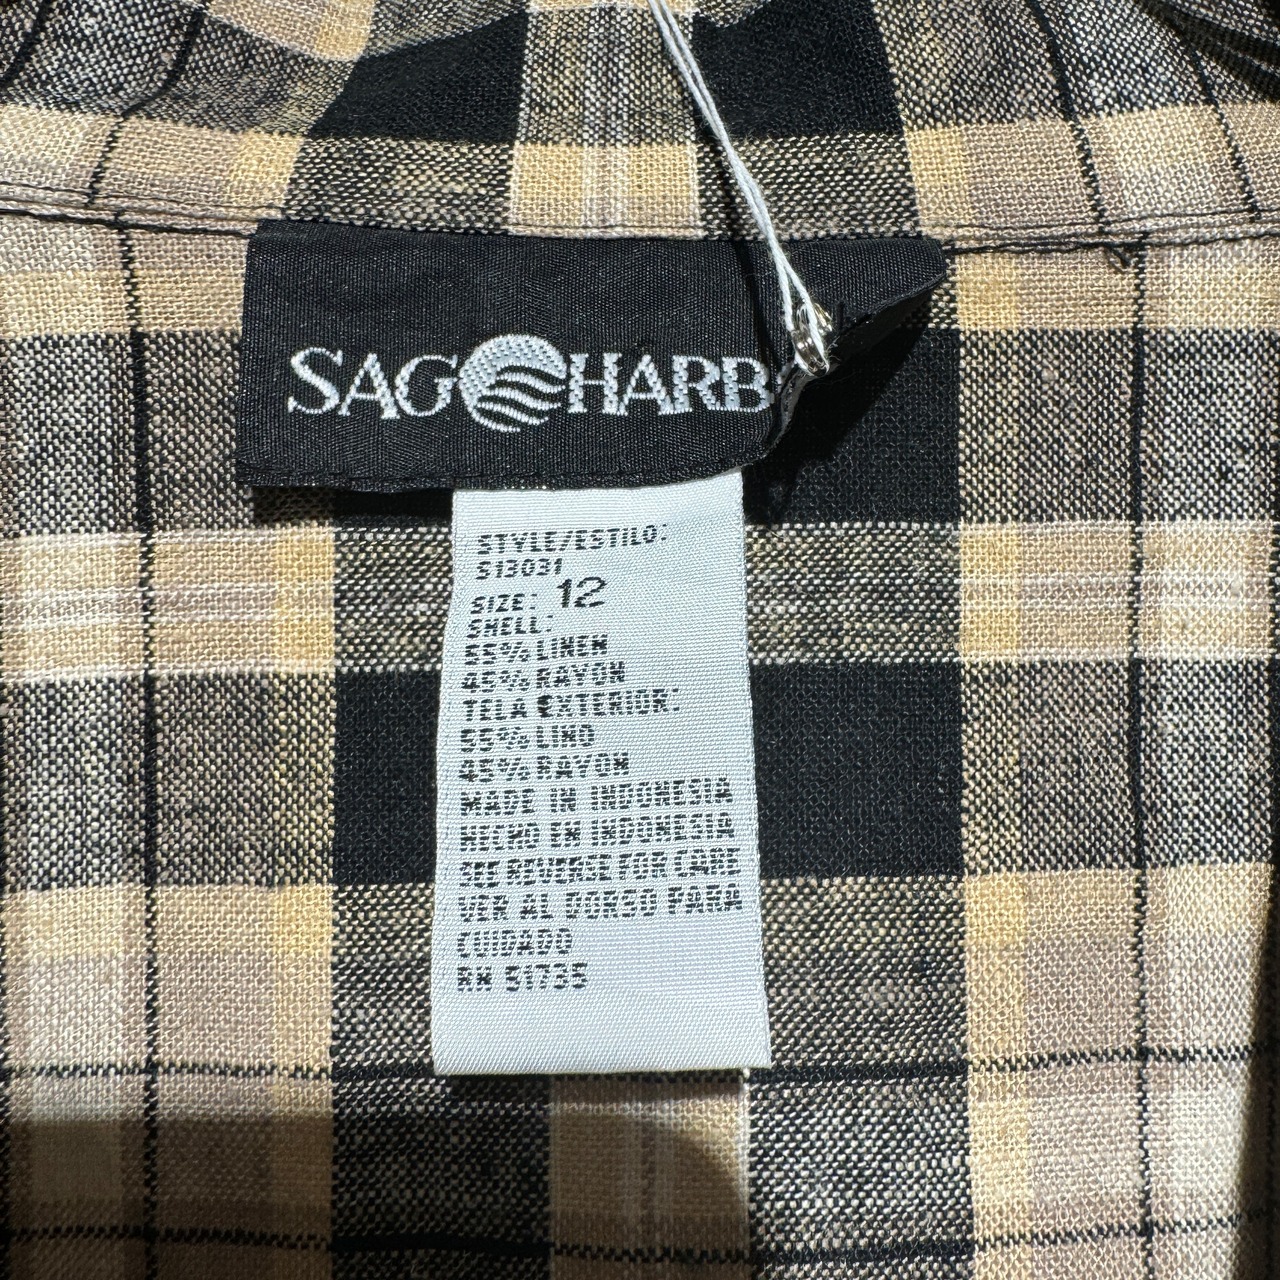 SAG HARB
STYLE/ESTILO:
S13031
SIZE: 12
SHELL:
55% LINEN
45% RAYON
TELA EXTERIOR:
55% LINO
45% RAYON
MADE IN INDONESIA
HECHO EN INDONESIA
SEE REVERSE FOR CARE
VER AL DORSO PARA
CUIDADO
RN 51735